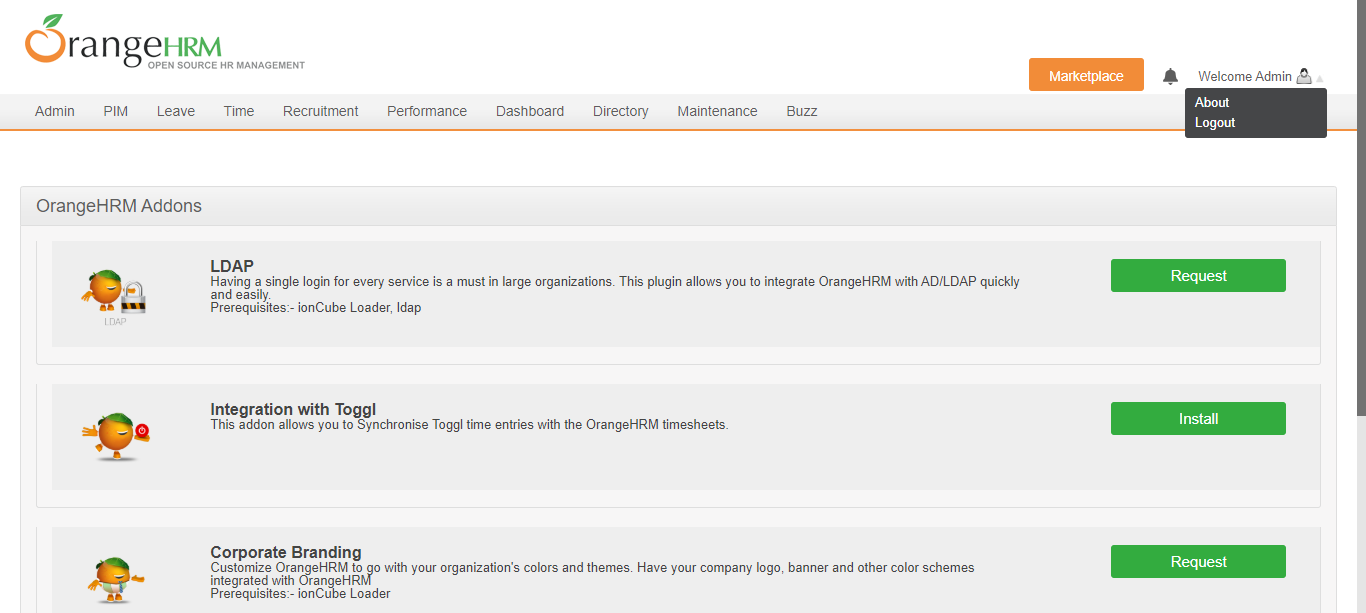 OrangeHRM
OPEN SOURCE HR MANAGEMENT
Marketplace
Welcome Admin
About
Logout
Admin PIM Leave Time Recruitment Performance Dashboard Directory Maintenance Buzz
OrangeHRM Addons
LDAP
Having a single login for every service is a must in large organizations. This plugin allows you to integrate OrangeHRM with AD/LDAP quickly
and easily.
Prerequisites:- ionCube Loader, ldap
LDAP
Request
Integration with Toggl
This addon allows you to Synchronise Toggl time entries with the OrangeHRM timesheets.
Install
Corporate Branding
Customize OrangeHRM to go with your organization's colors and themes. Have your company logo, banner and other color schemes
integrated with OrangeHRM
Prerequisites:- ionCube Loader
Request